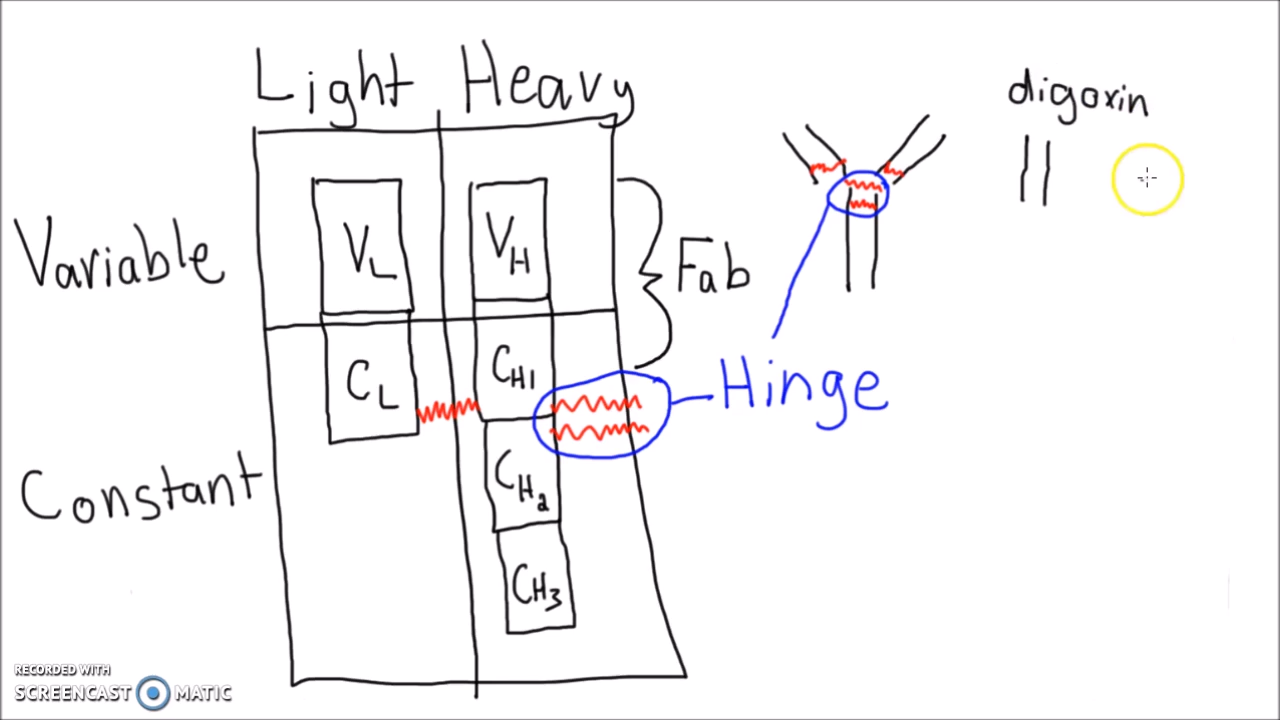 Light Heavy
digoxin
Variable
VL VH
Fab
CL CH1
Hinge
Constant
CH2
CH3
RECORDED WITH
SCREENCAST MATIC